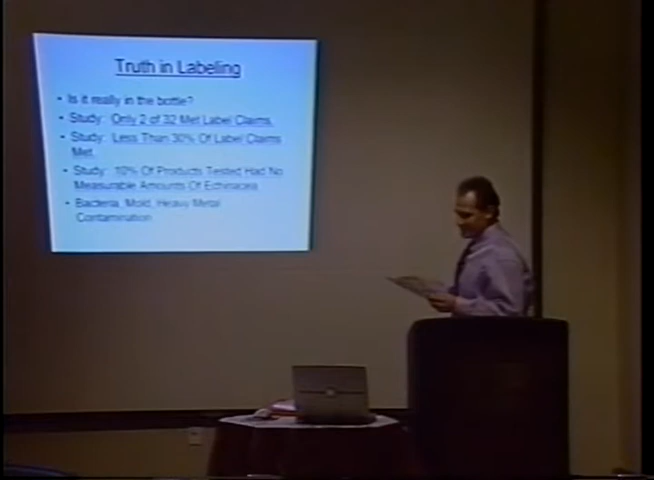 Truth in Labeling
• Is it really in the bottle?
• Study: Only 2 of 32 Met Label Claims.
• Study: Less Than 30% Of Label Claims
Met.
• Study: 10% Of Products Tested Had No
Measurable Amounts Of Echinacea
• Bacteria, Mold, Heavy Metal
Contamination